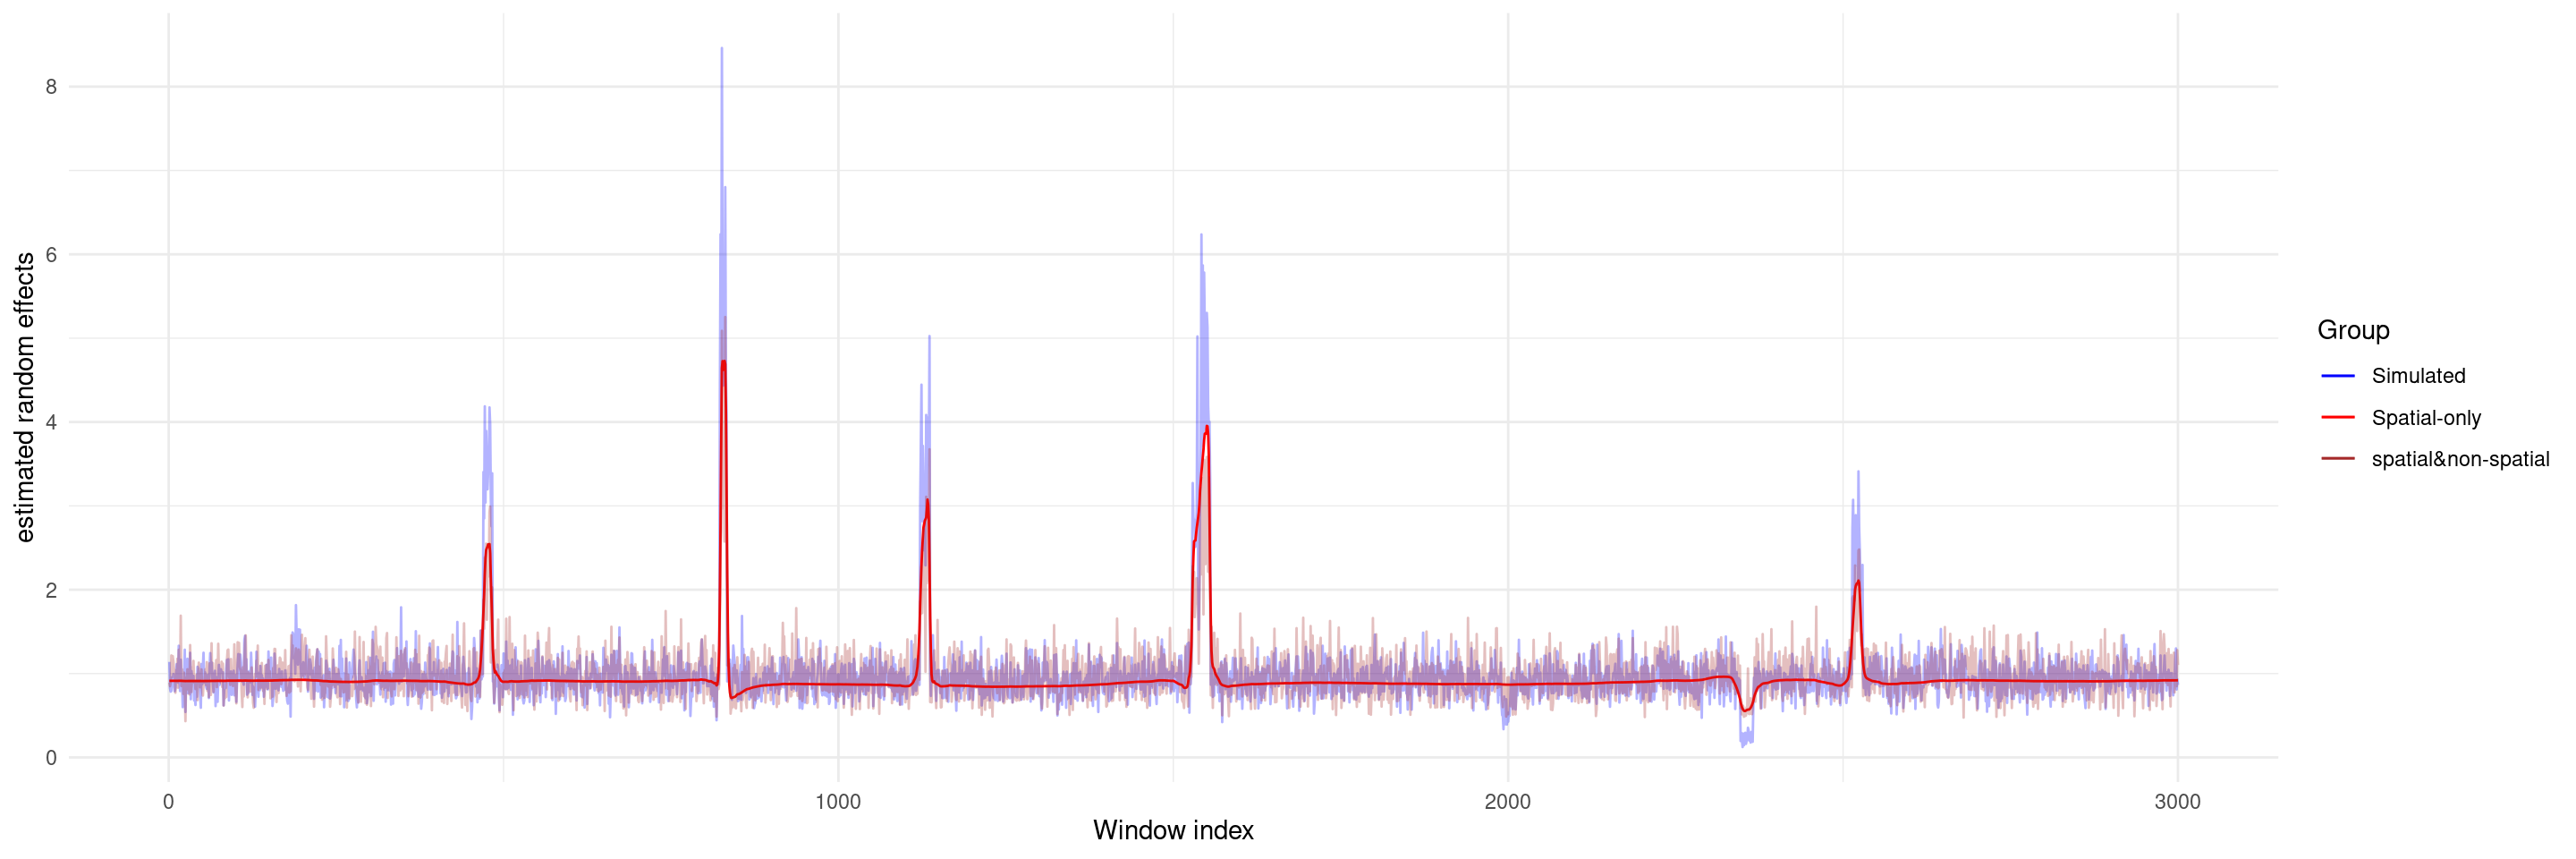 estimated random effects
8
6
4
2
0
0 1000 2000 3000
Window index
Group
Simulated
Spatial-only
spatial&non-spatial